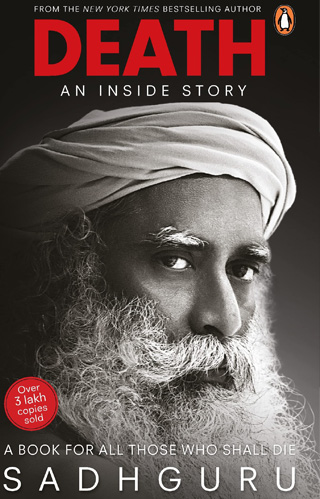 FROM THE NEW YORK TIMES BESTSELLING AUTHOR
DEATH
AN INSIDE STORY
Over
3 lakh
copies
sold
A BOOK FOR ALL THOSE WHO SHALL DIE
SADHGURU